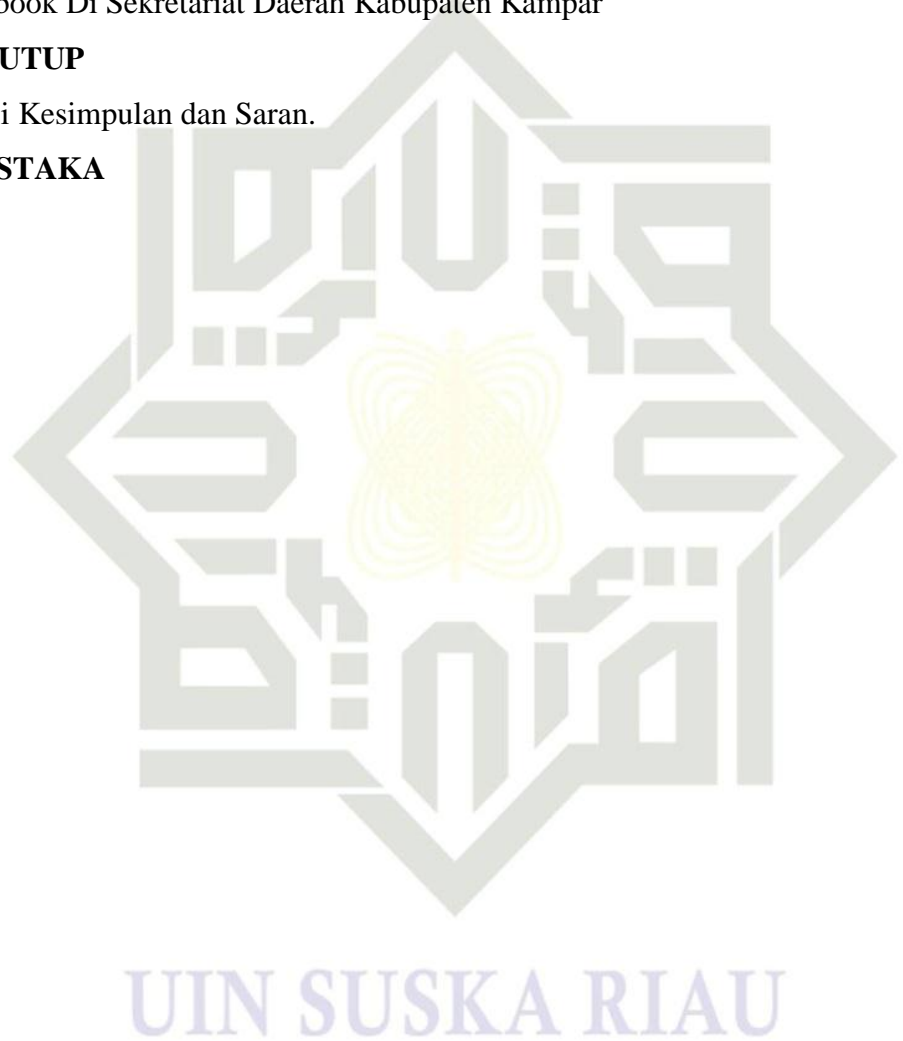 book Di Sekretariat Daerah Kabupaten Kampar
UTUP
i Kesimpulan dan Saran.
STAKA
UIN SUSKA RIAU